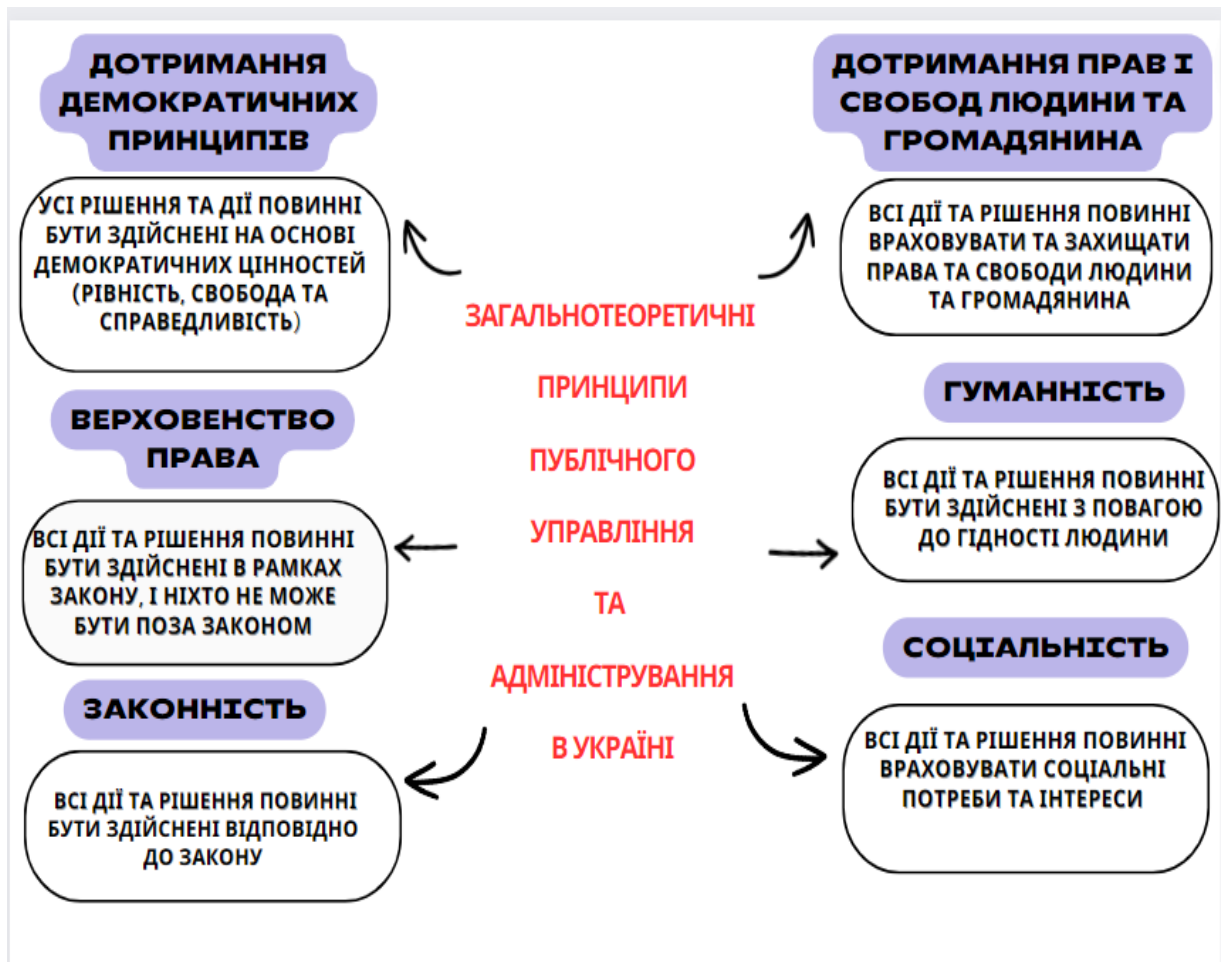 ДОТРИМАННЯ
ДЕМОКРАТИЧНИХ
ПРИНЦИПІВ
УСІ РІШЕННЯ ТА ДІЇ ПОВИННІ
БУТИ ЗДІЙСНЕНІ НА ОСНОВІ
ДЕМОКРАТИЧНИХ ЦІННОСТЕЙ
(РІВНІСТЬ, СВОБОДА ТА
СПРАВЕДЛИВІСТЬ)
ВЕРХОВЕНСТВО
ПРАВА
ВСІ ДІЇ ТА РІШЕННЯ ПОВИННІ
БУТИ ЗДІЙСНЕНІ В РАМКАХ
ЗАКОНУ, І НІХТО НЕ МОЖЕ
БУТИ ПОЗА ЗАКОНОМ
ЗАКОННІСТЬ
ВСІ ДІЇ ТА РІШЕННЯ ПОВИННІ
БУТИ ЗДІЙСНЕНІ ВІДПОВІДНО
ДО ЗАКОНУ
ЗАГАЛЬНОТЕОРЕТИЧНІ
ПРИНЦИПИ
ПУБЛІЧНОГО
УПРАВЛІННЯ
ТА
АДМІНІСТРУВАННЯ
В УКРАЇНІ
ДОТРИМАННЯ ПРАВ І
СВОБОД ЛЮДИНИ ТА
ГРОМАДЯНИНА
ВСІ ДІЇ ТА РІШЕННЯ ПОВИННІ
ВРАХОВУВАТИ ТА ЗАХИЩАТИ
ПРАВА ТА СВОБОДИ ЛЮДИНИ
ТА ГРОМАДЯНИНА
ГУМАННІСТЬ
ВСІ ДІЇ ТА РІШЕННЯ ПОВИННІ
БУТИ ЗДІЙСНЕНІ З ПОВАГОЮ
ДО ГІДНОСТІ ЛЮДИНИ
СОЦІАЛЬНІСТЬ
ВСІ ДІЇ ТА РІШЕННЯ ПОВИННІ
ВРАХОВУВАТИ СОЦІАЛЬНІ
ПОТРЕБИ ТА ІНТЕРЕСИ